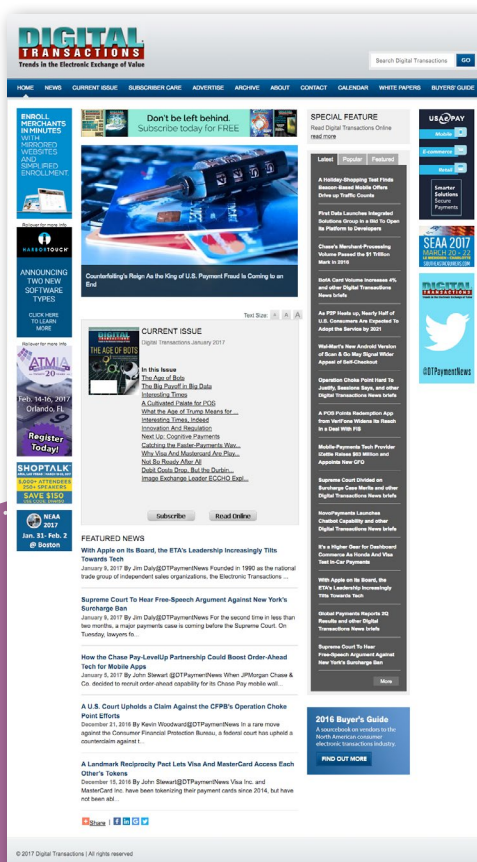 DIGITAL
TRANSACTIONS
Trends in the Electronic Exchange of Value
Search Digital Transactions
GO
HOME NEWS CURRENT ISSUE SUBSCRIBER CARE ADVERTISE ARCHIVE ABOUT CONTACT CALENDAR WHITE PAPERS BUYERS' GUIDE
ENROLL
MERCHANTS
IN MINUTES
WITH
MIRRORED
WEBSITES
AND
SIMPLIFIED
ENROLLMENT.
Rollover for more info
HARBORTOUCH
ANNOUNCING
TWO NEW
SOFTWARE
TYPES
CLICK HERE
TO LEARN
MORE
Rollover for more info
ATMIA
20
Feb. 14-16, 2017
Orlando, FL
Register
Today!
SHOPTALK
5,000+ ATTENDEES
350+ SPEAKERS
SAVE $150
NEAA
2017
Jan. 31- Feb. 2
@ Boston
Don't be left behind.
Subscribe today for FREE
Counterfeiting's Reign As the King of U.S. Payment Fraud Is Coming to an
End
Text Size: A A A
DIGITAL
THE AGE OF BOTS
CURRENT ISSUE
Digital Transactions January 2017
In this Issue
The Age of Bots
The Big Payoff in Big Data
Interesting Times
A Cultivated Palate for POS
What the Age of Trump Means for ...
Interesting Times, Indeed
Innovation And Regulation
Next Up: Cognitive Payments
Catching the Faster-Payments Wav...
Why Visa And Mastercard Are Play...
Not So Ready After All
Debit Costs Drop, But the Durbin...
Image Exchange Leader ECCHO Expl...
Subscribe
Read Online
FEATURED NEWS
With Apple on Its Board, the ETA's Leadership Increasingly Tilts
Towards Tech
January 9, 2017 By Jim Daly@DTPaymentNews Founded in 1990 as the national
trade group of independent sales organizations, the Electronic Transactions ...
Supreme Court To Hear Free-Speech Argument Against New York's
Surcharge Ban
January 9, 2017 By Jim Daly@DTPaymentNews For the second time in less than
two months, a major payments case is coming before the Supreme Court. On
Tuesday, lawyers fo...
How the Chase Pay-LevelUp Partnership Could Boost Order-Ahead
Tech for Mobile Apps
January 5, 2017 By John Stewart@DTPaymentNews When JPMorgan Chase &
Co. decided to recruit order-ahead capability for its Chase Pay mobile wall...
A U.S. Court Upholds a Claim Against the CFPB's Operation Choke
Point Efforts
December 21, 2016 By Kevin Woodward@DTPaymentNews In a rare move
against the Consumer Financial Protection Bureau, a federal court has upheld a
counterclaim against t...
A Landmark Reciprocity Pact Lets Visa And MasterCard Access Each
Other's Tokens
December 15, 2016 By John Stewart@DTPaymentNews Visa Inc. and
MasterCard Inc. have been tokenizing their payment cards since 2014, but have
not been abl...
Share |
SPECIAL FEATURE
Read Digital Transactions Online
read more
Latest Popular Featured
A Holiday-Shopping Test Finds
Beacon-Based Mobile Offers
Drive up Traffic Counts
First Data Launches Integrated
Solutions Group in a Bid To Open
Its Platform to Developers
Chase's Merchant-Processing
Volume Passed the $1 Trillion
Mark in 2016
BofA Card Volume Increases 4%
and other Digital Transactions
News briefs
As P2P Heats up, Nearly Half of
U.S. Consumers Are Expected To
Adopt the Service by 2021
Wal-Mart's New Android Version
of Scan & Go May Signal Wider
Appeal of Self-Checkout
Operation Choke Point Hard To
Justify, Sessions Says, and other
Digital Transactions News briefs
A POS Points Redemption App
from VeriFone Widens Its Reach
in a Deal With FIS
Mobile-Payments Tech Provider
iZettle Raises $63 Million and
Appoints New CFO
Supreme Court Divided on
Surcharge Case Merits and other
Digital Transactions News briefs
NovoPayments Launches
Chatbot Capability and other
Digital Transactions News briefs
It's a Higher Gear for Dashboard
Commerce As Honda And Visa
Test In-Car Payments
With Apple on Its Board, the
ETA's Leadership Increasingly
Tilts Towards Tech
Global Payments Reports 2Q
Results and other Digital
Transactions News briefs
Supreme Court To Hear
Free-Speech Argument Against
New York's Surcharge Ban
More
2016 Buyer's Guide
A sourcebook on vendors to the
North American consumer
electronic transactions industry.
FIND OUT MORE
USAePAY
Mobile
E-commerce
Retail
Smarter
Solutions
Secure
Payments
SEAA 2017
MARCH 20 - 22
DIGITAL
TRANSACTIONS
@DTPaymentNews
© 2017 Digital Transactions | All rights reserved